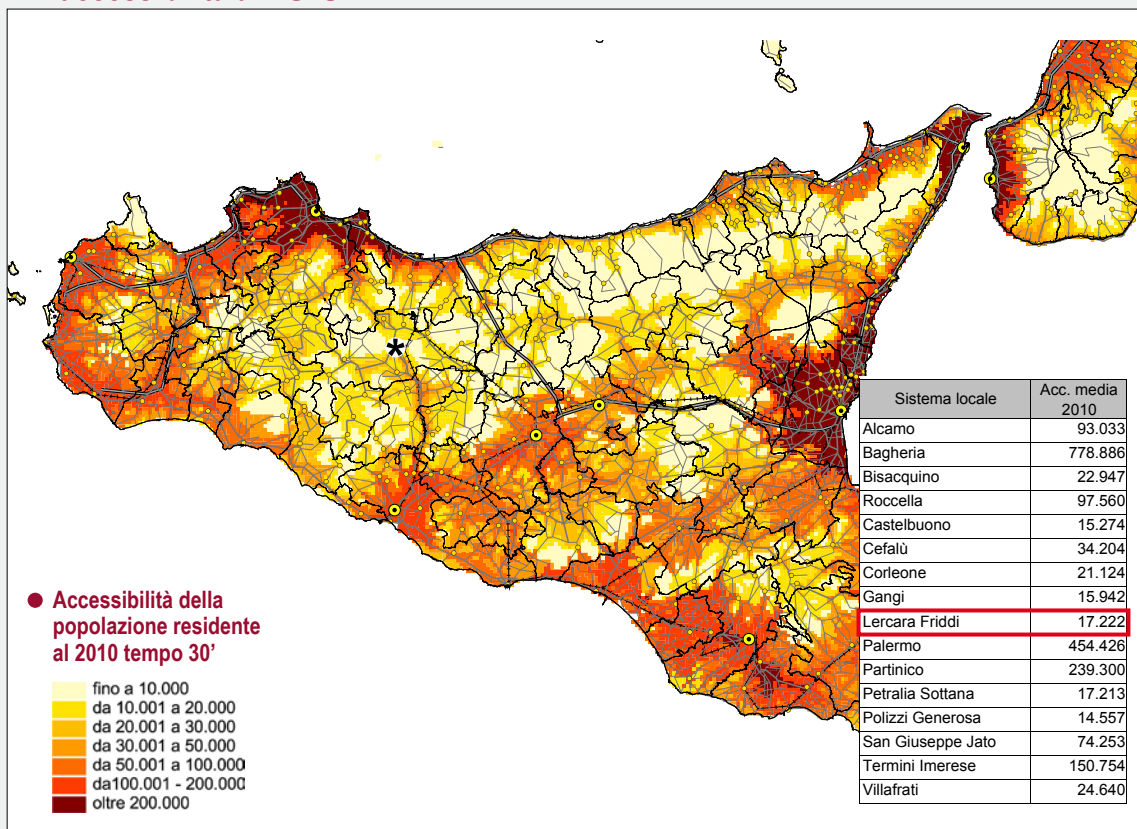 *
Sistema locale Acc. media 2010
Alcamo 93.033
Bagheria 778.886
Bisacquino 22.947
Roccella 97.560
Castelbuono 15.274
Cefalù 34.204
Corleone 21.124
Gangi 15.942
Lercara Friddi 17.222
Palermo 454.426
Partinico 239.300
Petralia Sottana 17.213
Polizzi Generosa 14.557
San Giuseppe Jato 74.253
Termini Imerese 150.754
Villafrati 24.640
Accessibilità della
popolazione residente
al 2010 tempo 30’
fino a 10.000
da 10.001 a 20.000
da 20.001 a 30.000
da 30.001 a 50.000
da 50.001 a 100.000
da100.001 - 200.000
oltre 200.000